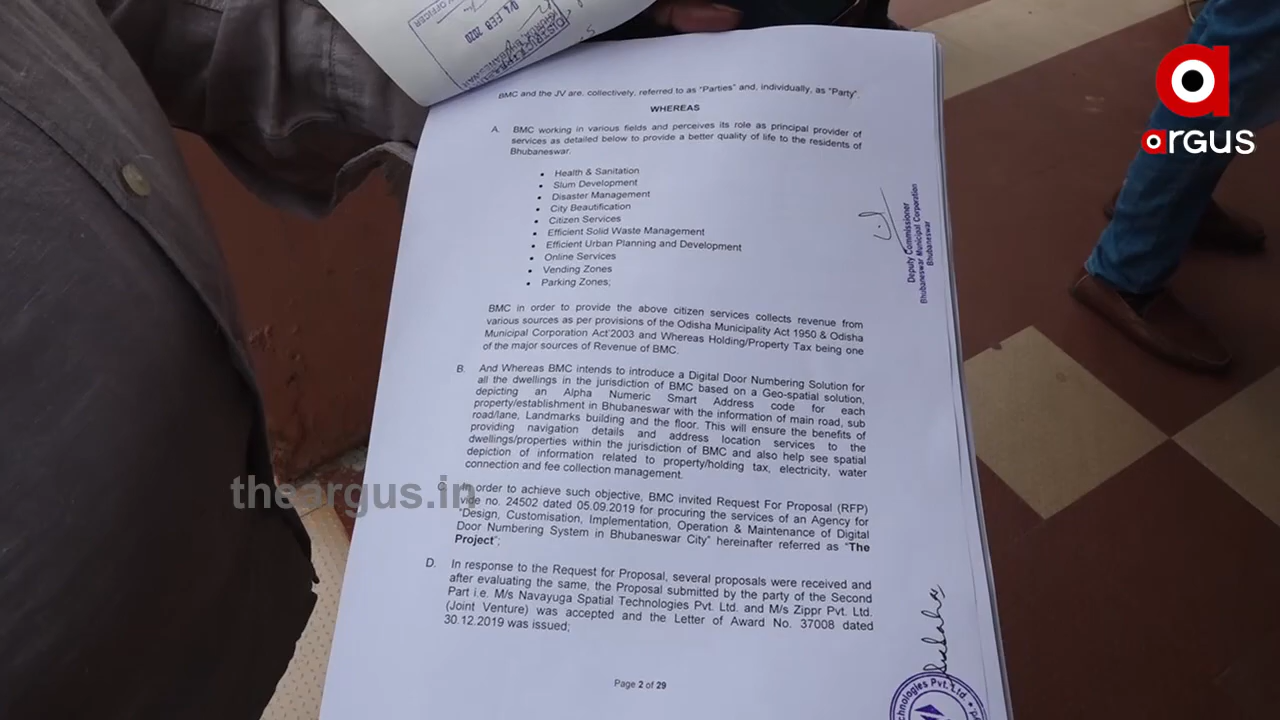 OFFICER
04 FEB 2020
argus
BMC and the JV are, collectively, referred to as "Parties" and, individually, as "Party".
WHEREAS
A. BMC working in various fields and perceives its role as principal provider of
services as detailed below to provide a better quality of life to the residents of
Bhubaneswar.
• Health & Sanitation
• Slum Development
• Disaster Management
• City Beautification
• Citizen Services
• Efficient Solid Waste Management
• Efficient Urban Planning and Development
• Online Services
• Vending Zones
• Parking Zones;
Deputy Commissioner
Bhubaneswar Municipal Corporation
Bhubaneswar
BMC in order to provide the above citizen services collects revenue from
various sources as per provisions of the Odisha Municipality Act 1950 & Odisha
Municipal Corporation Act'2003 and Whereas Holding/Property Tax being one
of the major sources of Revenue of BMC.
B. And Whereas BMC intends to introduce a Digital Door Numbering Solution for
all the dwellings in the jurisdiction of BMC based on a Geo-spatial solution,
depicting an Alpha Numeric Smart Address code for each
property/establishment in Bhubaneswar with the information of main road, sub
road/lane, Landmarks building and the floor. This will ensure the benefits of
providing navigation details and address location services to the
dwellings/properties within the jurisdiction of BMC and also help see spatial
depiction of information related to property/holding tax, electricity, water
connection and fee collection management.
theargus.in
C. In order to achieve such objective, BMC invited Request For Proposal (RFP)
vide no. 24502 dated 05.09.2019 for procuring the services of an Agency for
"Design, Customisation, Implementation, Operation & Maintenance of Digital
Door Numbering System in Bhubaneswar City" hereinafter referred as "The
Project";
D. In response to the Request for Proposal, several proposals were received and
after evaluating the same, the Proposal submitted by the party of the Second
Part i.e. M/s Navayuga Spatial Technologies Pvt. Ltd. and M/s Zippr Pvt. Ltd.
(Joint Venture) was accepted and the Letter of Award No. 37008 dated
30.12.2019 was issued;
Page 2 of 29
chnologies Pvt. Ltd